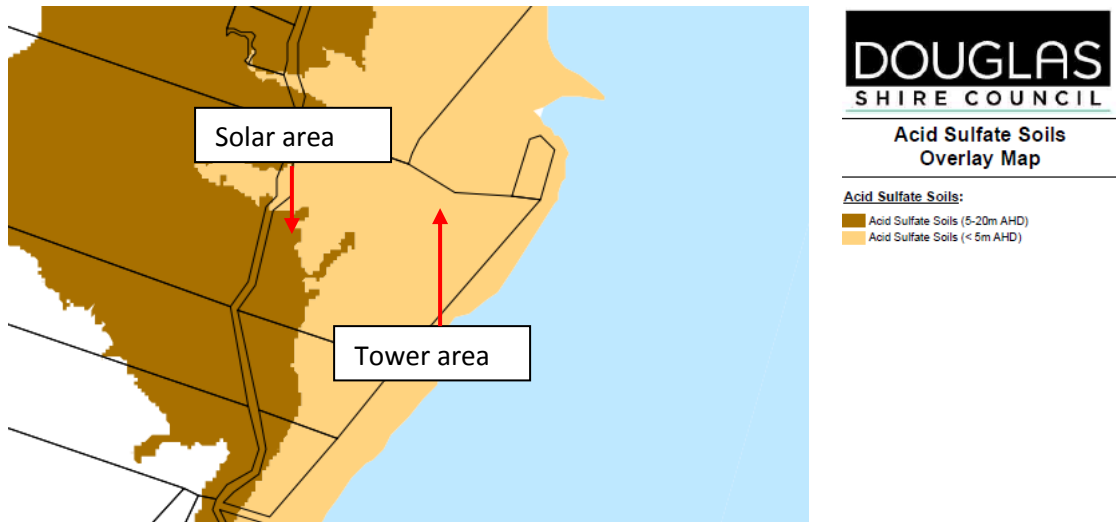 Solar area
Tower area
DOUGLAS
SHIRE COUNCIL
Acid Sulfate Soils
Overlay Map
Acid Sulfate Soils:
Acid Sulfate Soils (5-20m AHD)
Acid Sulfate Soils (< 5m AHD)